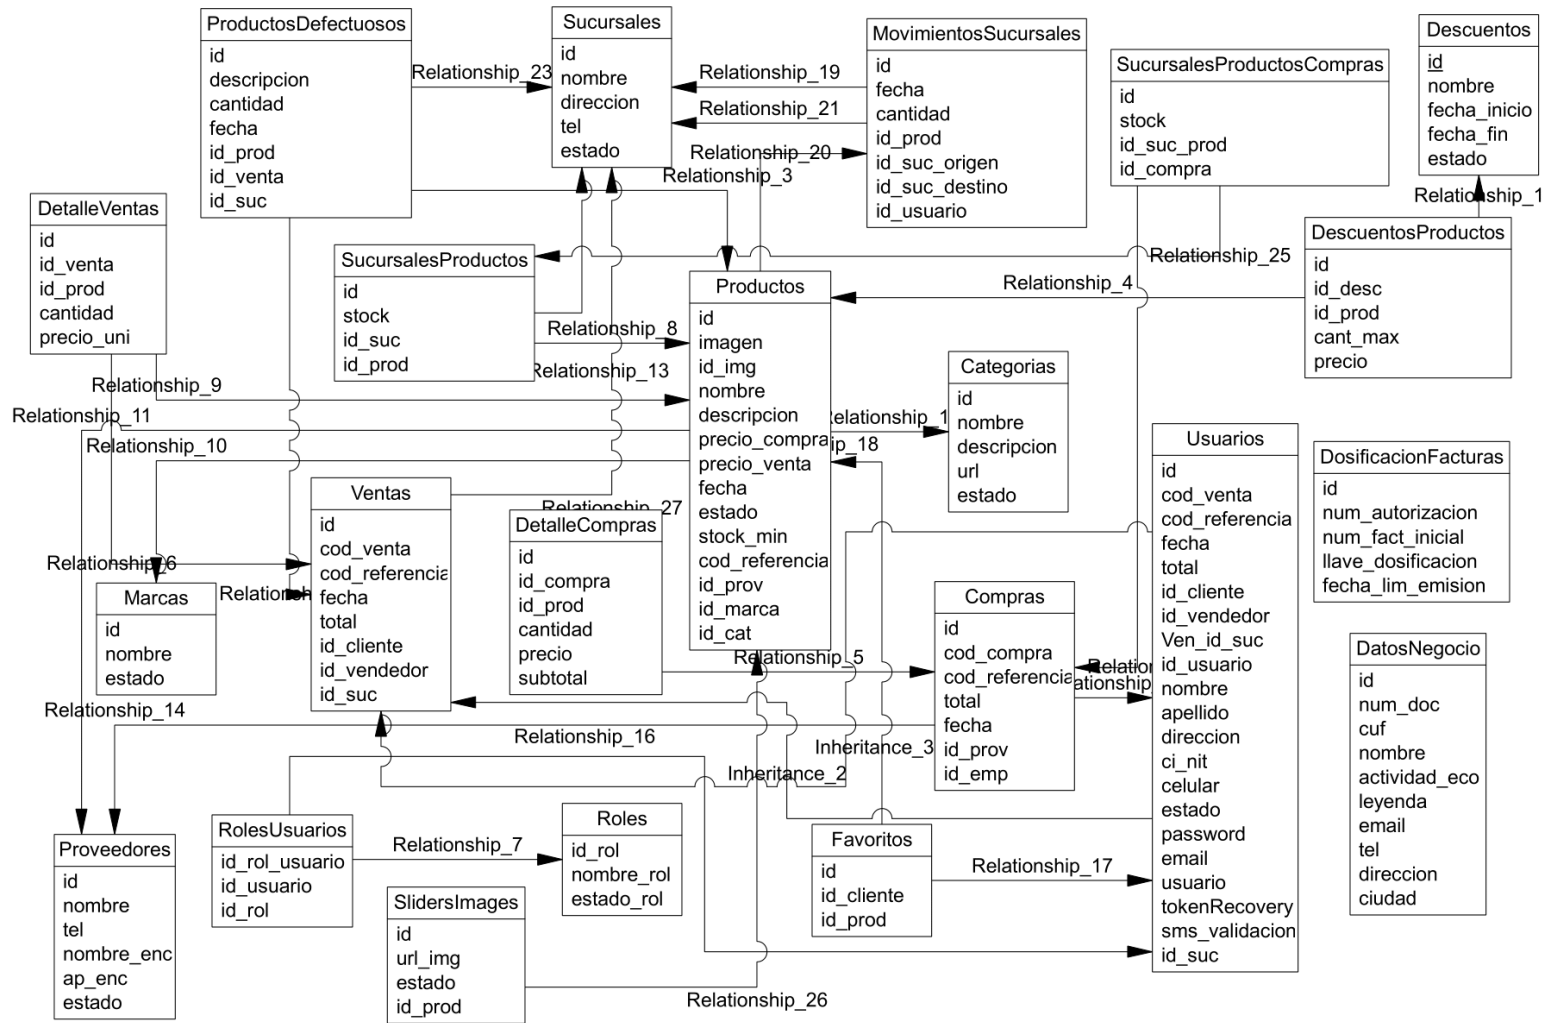 ProductosDefectuosos
id
descripcion
cantidad
fecha
id_prod
id_venta
id_suc
Relationship_23
Sucursales
id
nombre
direccion
tel
estado
Relationship_19
Relationship_21
Relationship_20
Relationship_3
MovimientosSucursales
id
fecha
cantidad
id_prod
id_suc_origen
id_suc_destino
id_usuario
SucursalesProductosCompras
id
stock
id_suc_prod
id_compra
Descuentos
id
nombre
fecha_inicio
fecha_fin
estado
Relationship_1
DetalleVentas
id
id_venta
id_prod
cantidad
precio_uni
SucursalesProductos
id
stock
id_suc
id_prod
Relationship_25
DescuentosProductos
id
id_desc
id_prod
cant_max
precio
Relationship_4
Relationship_8
Relationship_13
Relationship_9
Relationship_11
Relationship_10
Productos
id
imagen
id_img
nombre
descripcion
precio_compra
precio_venta
fecha
estado
stock_min
cod_referencia
id_prov
id_marca
id_cat
Relationship_1
ip_18
Categorias
id
nombre
descripcion
url
estado
Usuarios
id
cod_venta
cod_referencia
fecha
total
id_cliente
id_vendedor
Ven_id_suc
id_usuario
nombre
apellido
direccion
ci_nit
celular
estado
password
email
usuario
tokenRecovery
sms_validacion
id_suc
DosificacionFacturas
id
num_autorizacion
num_fact_inicial
llave_dosificacion
fecha_lim_emision
Ventas
id
cod_venta
cod_referencia
fecha
total
id_cliente
id_vendedor
id_suc
Relationship_27
DetalleCompras
id
id_compra
id_prod
cantidad
precio
subtotal
Relationship_6
Marcas
id
nombre
estado
Compras
id
cod_compra
cod_referencia
total
fecha
id_prov
id_emp
Relationship_5
DatosNegocio
id
num_doc
cuf
nombre
actividad_eco
leyenda
email
tel
direccion
ciudad
Relationship_14
Relationship_16
Inheritance_3
Inheritance_2
Proveedores
id
nombre
tel
nombre_enc
ap_enc
estado
RolesUsuarios
id_rol_usuario
id_usuario
id_rol
Relationship_7
Roles
id_rol
nombre_rol
estado_rol
Favoritos
id
id_cliente
id_prod
Relationship_17
SlidersImages
id
url_img
estado
id_prod
Relationship_26